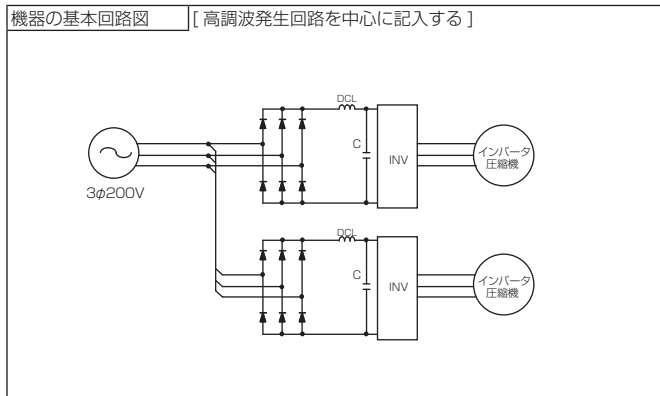 機器の基本回路図
[ 高調波発生回路を中心に記入する ]
3φ200V
DCL
C
INV
インバータ
圧縮機
DCL
C
INV
インバータ
圧縮機